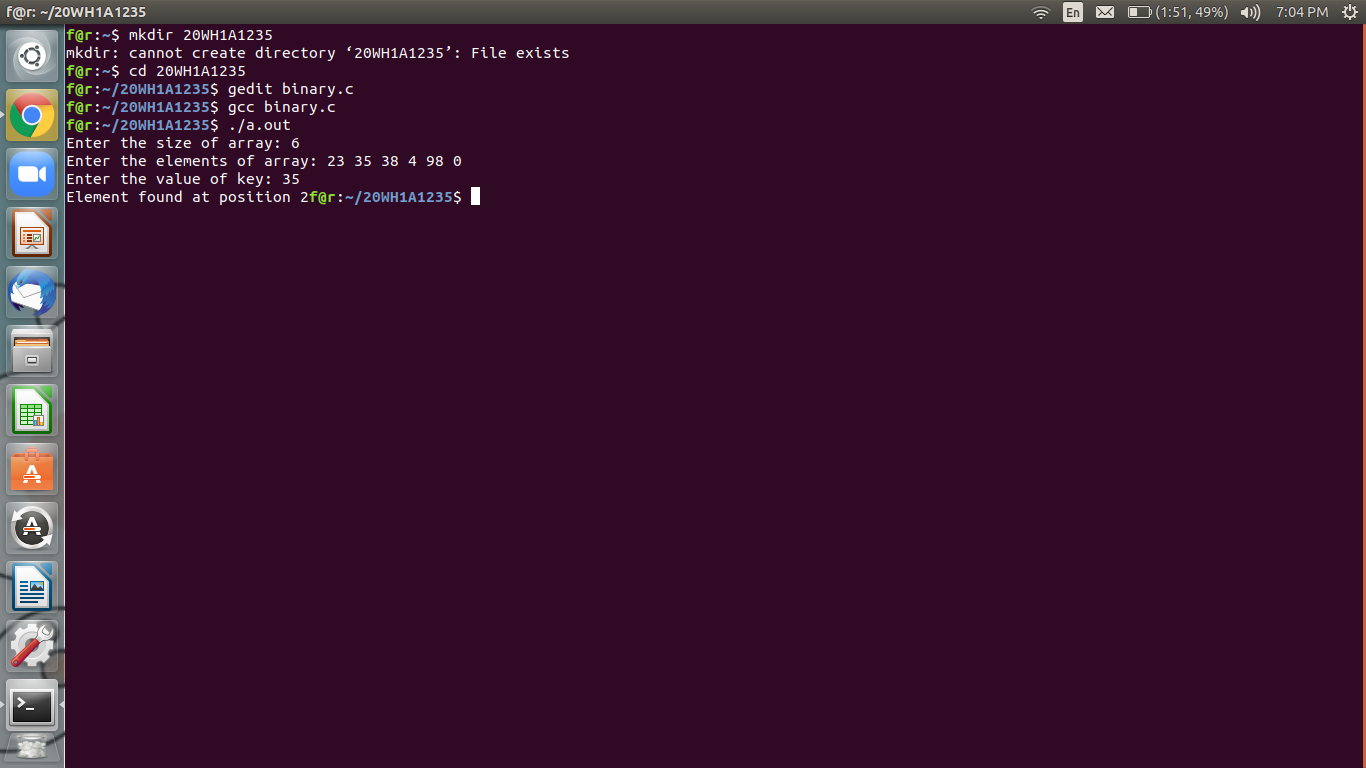 f@r: ~/20WH1A1235
En
(1:51, 49%)
7:04 PM
f@r:~$ mkdir 20WH1A1235
mkdir: cannot create directory ‘20WH1A1235’: File exists
f@r:~$ cd 20WH1A1235
f@r:~/20WH1A1235$ gedit binary.c
f@r:~/20WH1A1235$ gcc binary.c
f@r:~/20WH1A1235$ ./a.out
Enter the size of array: 6
Enter the elements of array: 23 35 38 4 98 0
Enter the value of key: 35
Element found at position 2f@r:~/20WH1A1235$